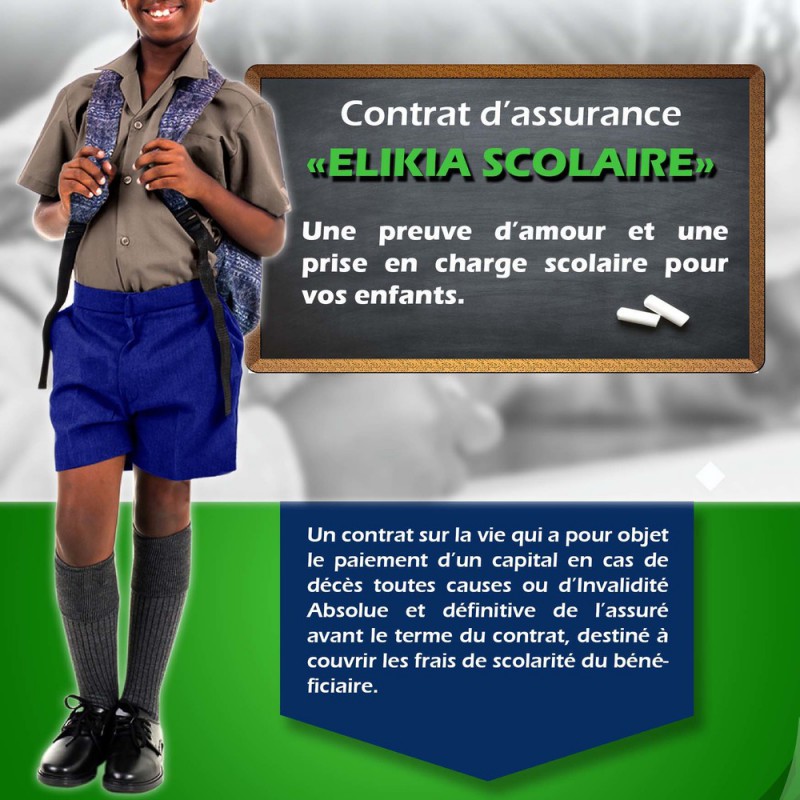 Contrat d'assurance
«ELIKIA SCOLAIRE»
Une preuve d'amour et une
prise en charge scolaire pour
vos enfants.
Un contrat sur la vie qui a pour objet
le paiement d'un capital en cas de
décès toutes causes ou d'Invalidité
Absolue et définitive de l'assuré
avant le terme du contrat, destiné à
couvrir les frais de scolarité du béné-
ficiaire.